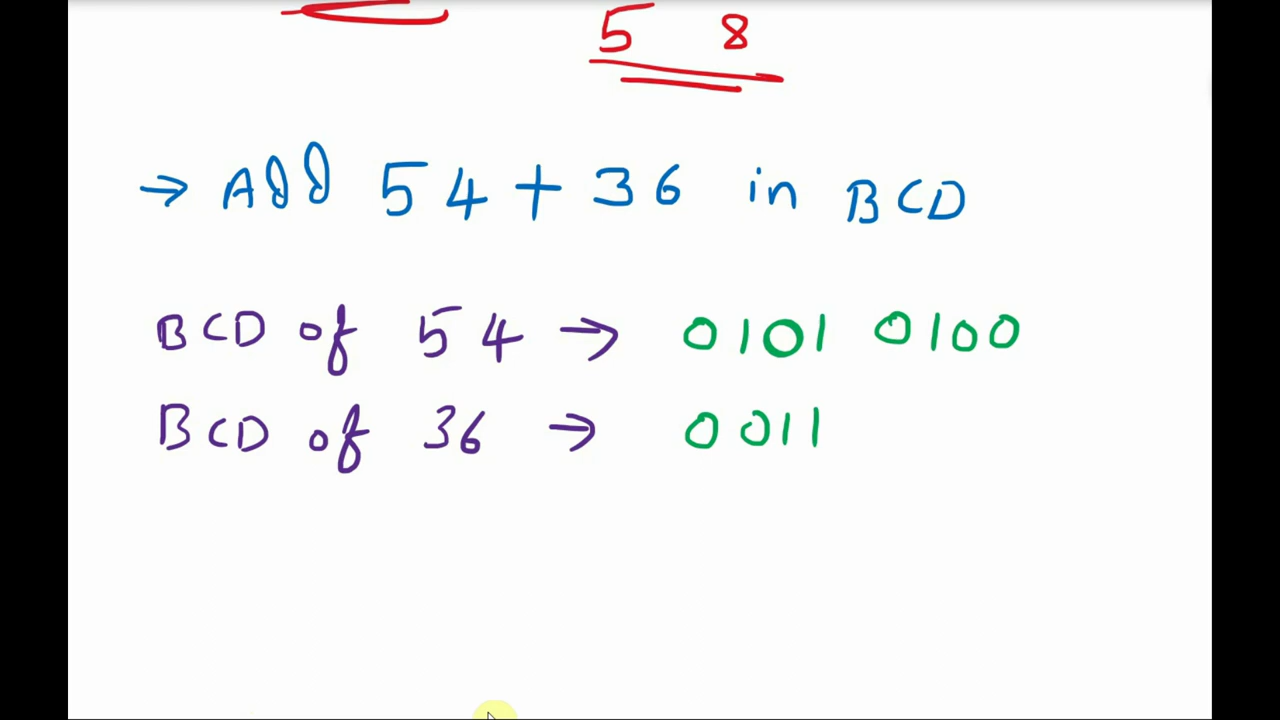 5 8
→ Add 54 + 36 in BCD
BCD of 54 → 0101 0100
BCD of 36 → 0011